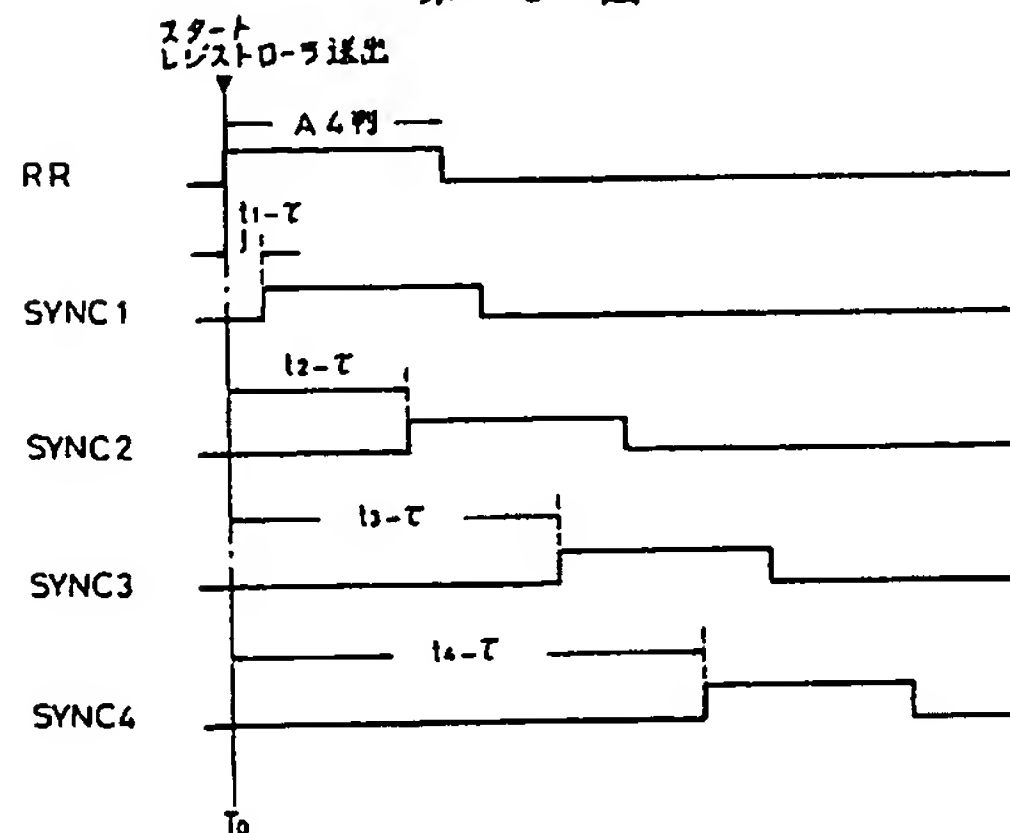 スタート
レジストローラ送出
A4判
RR
t1-τ
SYNC1
t2-τ
SYNC2
t3-τ
SYNC3
t4-τ
SYNC4
T0